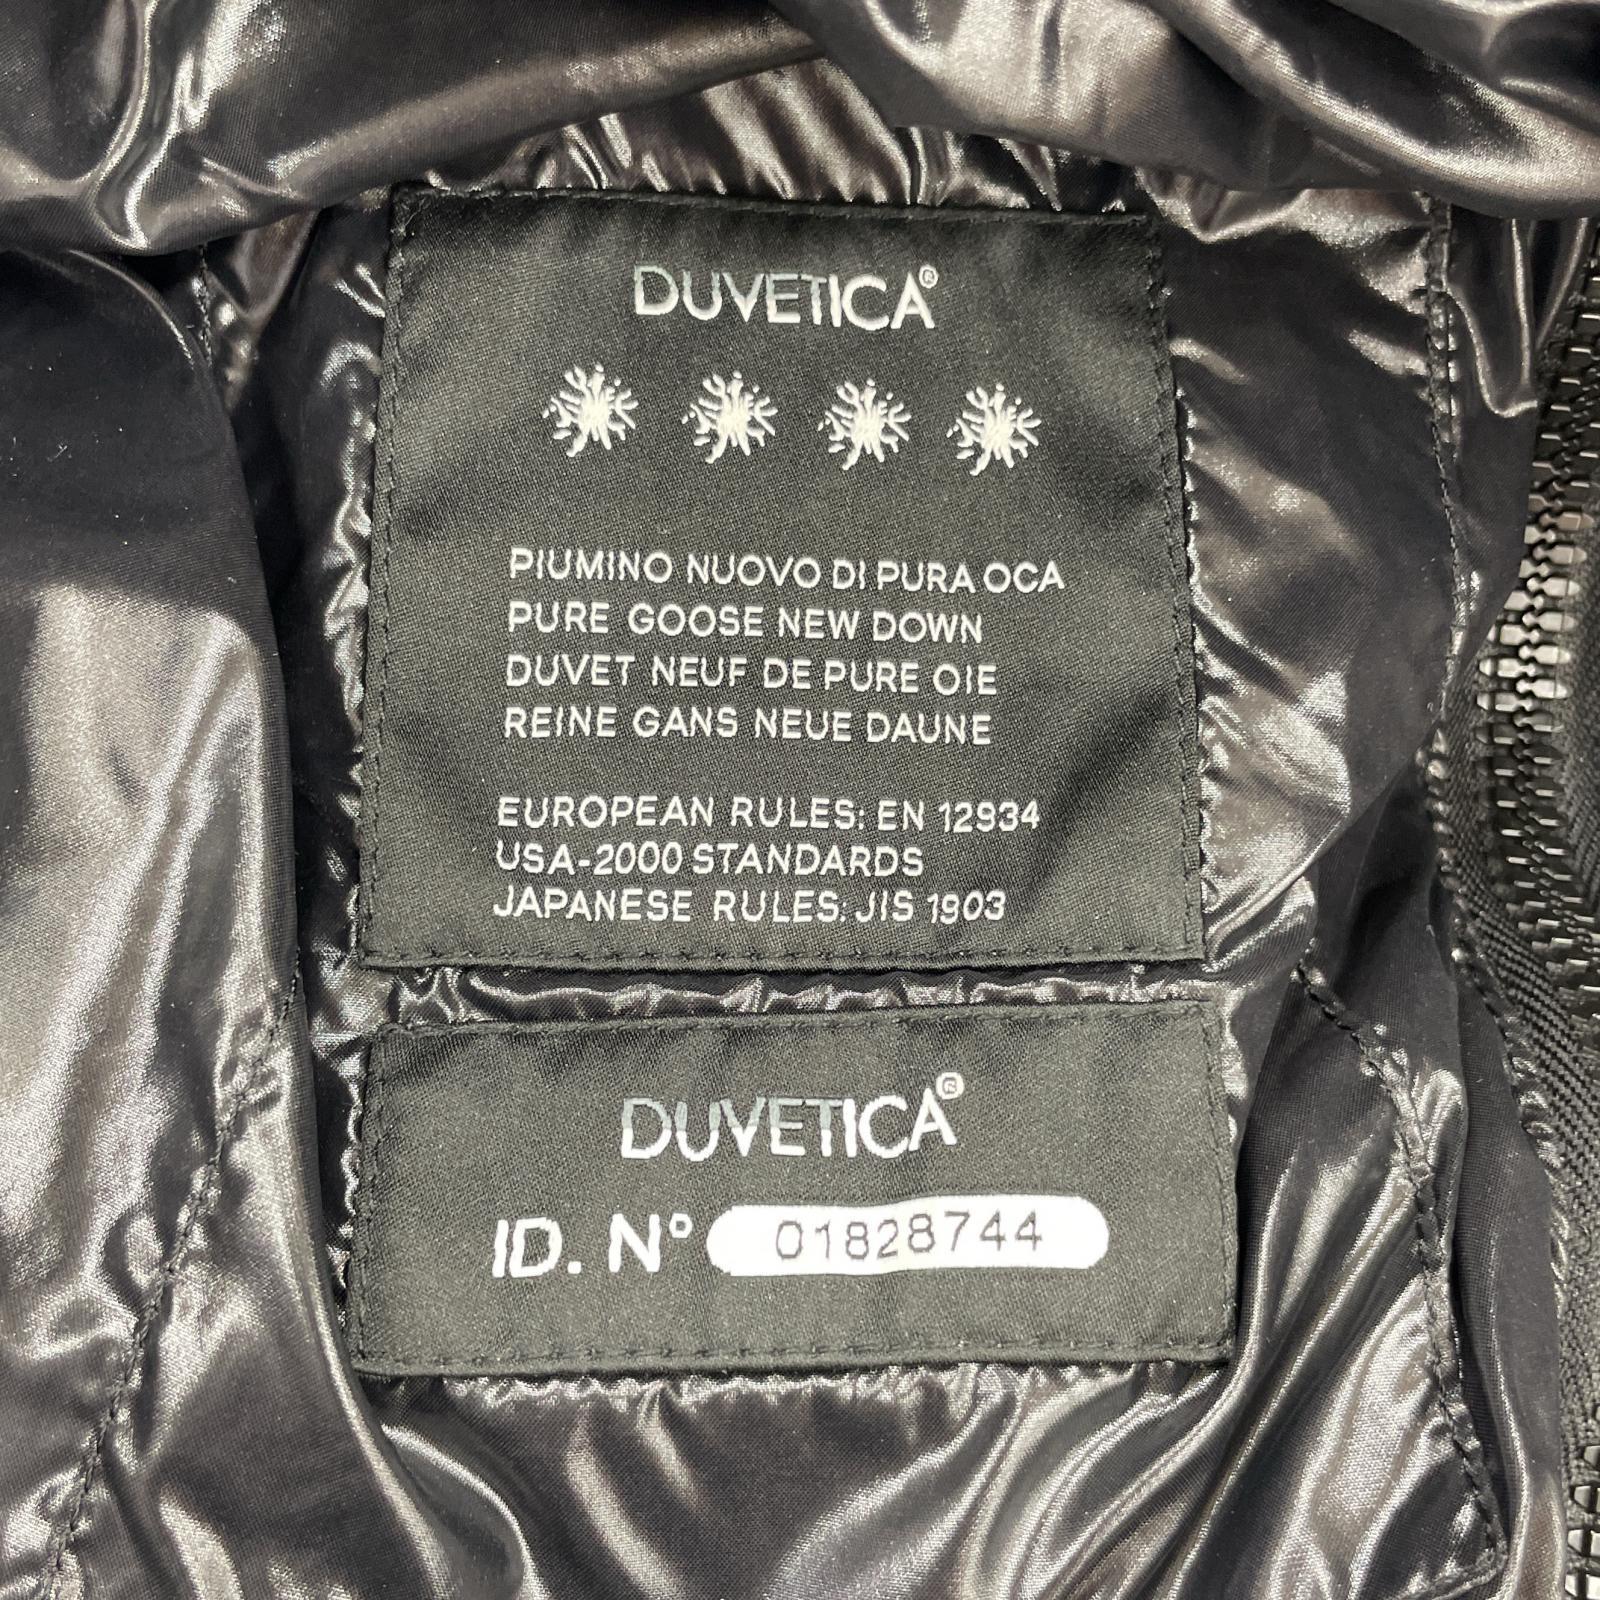 DUVETICA®
PIUMINO NUOVO DI PURA OCA
PURE GOOSE NEW DOWN
DUVET NEUF DE PURE OIE
REINE GANS NEUE DAUNE
EUROPEAN RULES: EN 12934
USA-2000 STANDARDS
JAPANESE RULES: JIS 1903
DUVETICA®
ID. N° 01828744